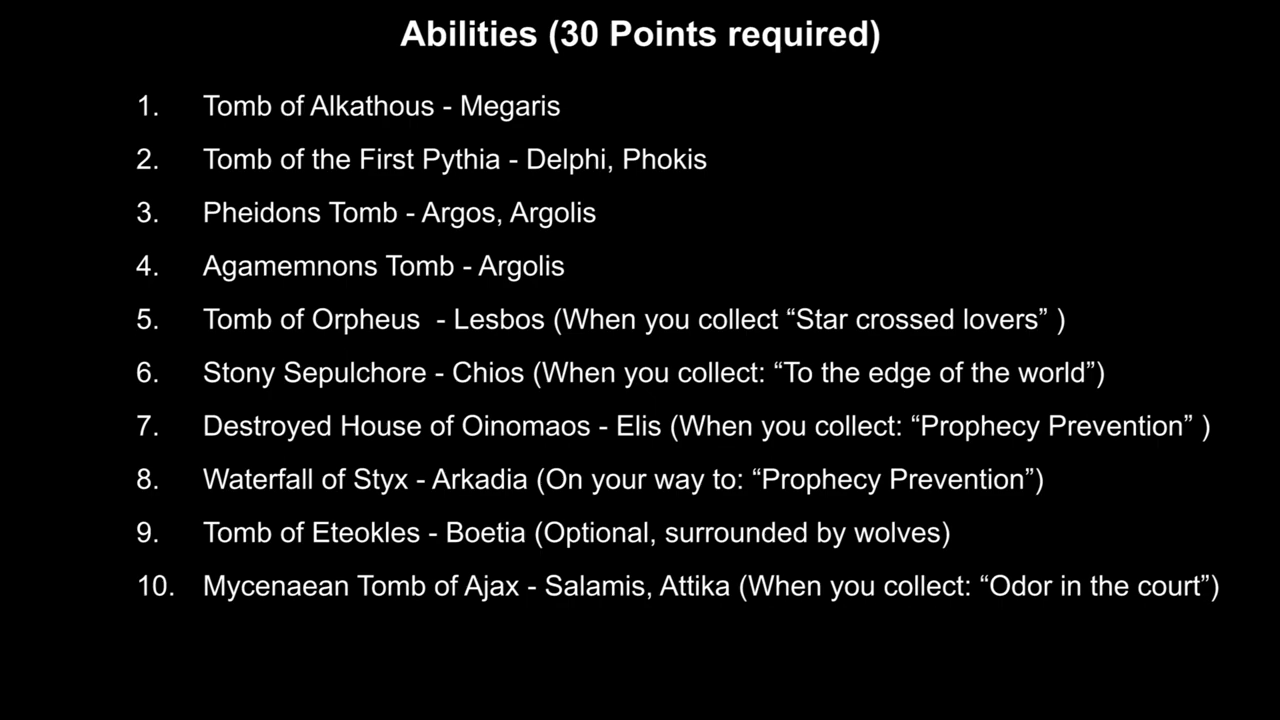 Abilities (30 Points required)
1. Tomb of Alkathous - Megaris
2. Tomb of the First Pythia - Delphi, Phokis
3. Pheidons Tomb - Argos, Argolis
4. Agamemnons Tomb - Argolis
5. Tomb of Orpheus - Lesbos (When you collect “Star crossed lovers” )
6. Stony Sepulchore - Chios (When you collect: “To the edge of the world”)
7. Destroyed House of Oinomaos - Elis (When you collect: “Prophecy Prevention” )
8. Waterfall of Styx - Arkadia (On your way to: “Prophecy Prevention”)
9. Tomb of Eteokles - Boetia (Optional, surrounded by wolves)
10. Mycenaean Tomb of Ajax - Salamis, Attika (When you collect: “Odor in the court”)